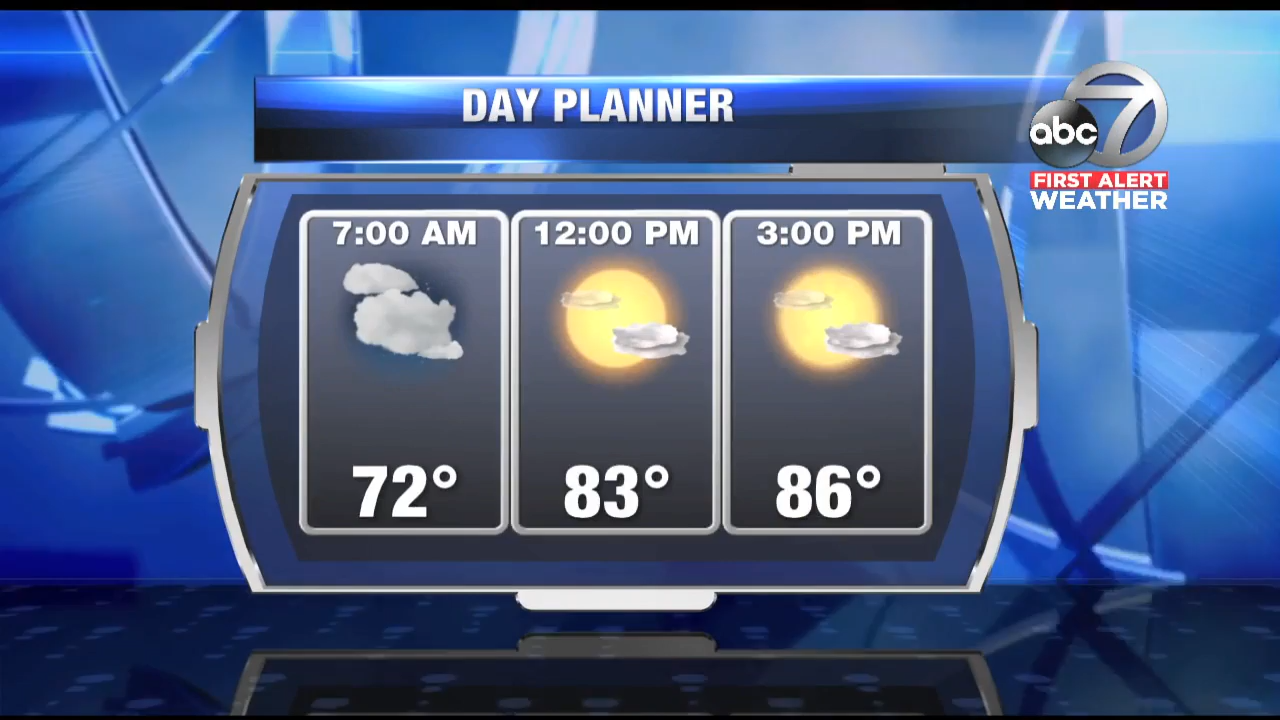 DAY PLANNER
abc 7
FIRST ALERT
WEATHER
7:00 AM 12:00 PM 3:00 PM
72° 83° 86°